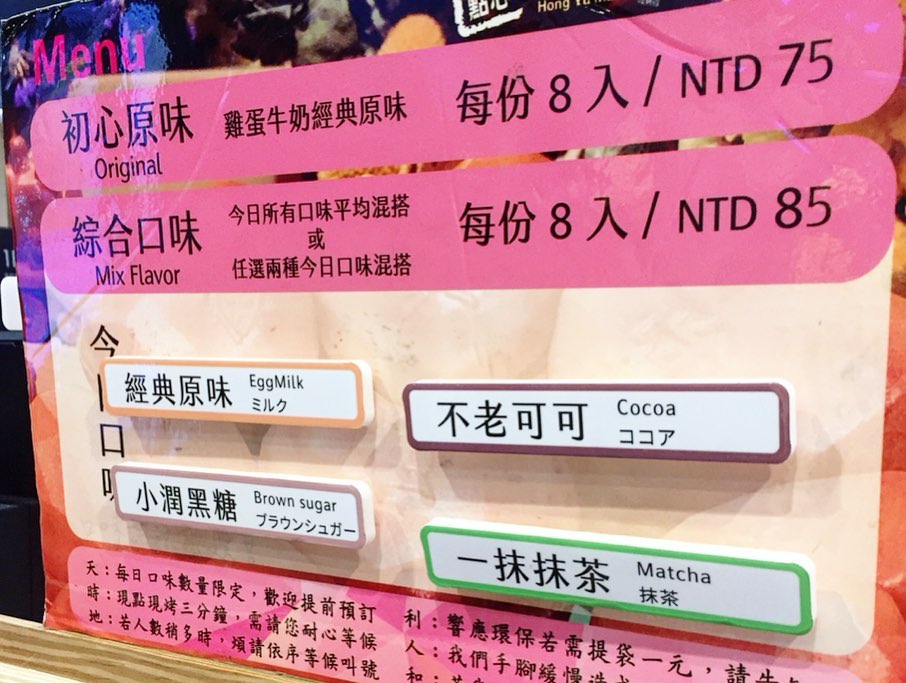 點心
Hong Yu
Menu
初心原味 雞蛋牛奶經典原味 每份 8 入 / NTD 75
Original
綜合口味 今日所有口味平均混搭 每份 8 入 / NTD 85
或
Mix Flavor 任選兩種今日口味混搭
今
口
經典原味 EggMilk
ミルク
不老可可 Cocoa
ココア
小潤黑糖 Brown sugar
ブラウンシュガー
一抹抹茶 Matcha
抹茶
天：每日口味數量限定，歡迎提前預訂
時：現點現烤三分鐘，需請您耐心等候
地：若人數稍多時，煩請依序等候叫號
利：響應環保若需提袋一元，請
人：我們手腳緩慢
和：